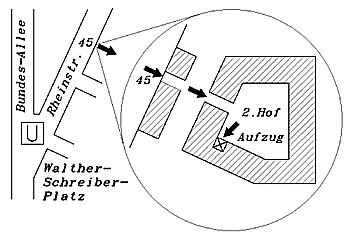 Bundes-Allee
Rheinstr.
45
45
2.Hof
Aufzug
U
Walther-
Schreiber-
Platz